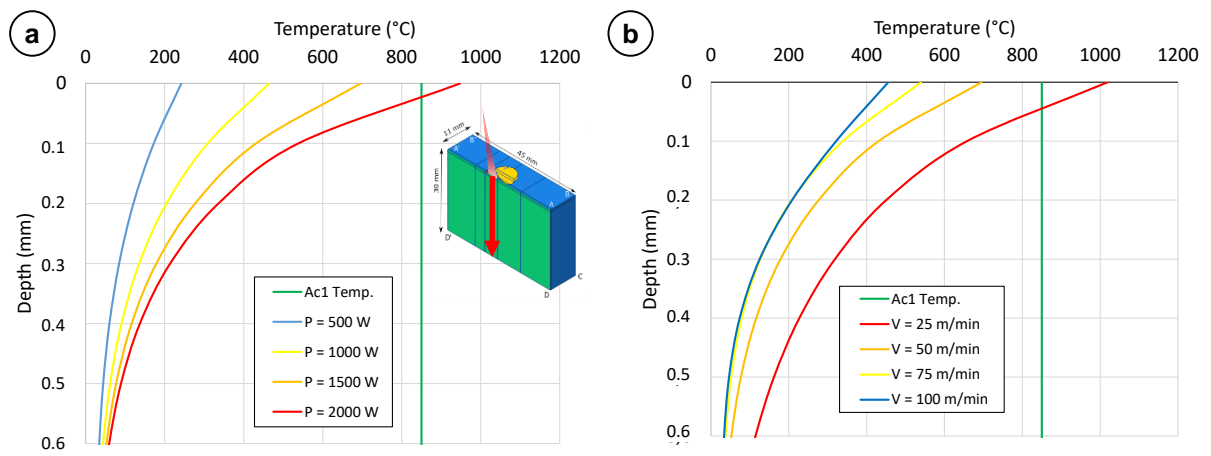 a
Temperature (°C)
0 200 400 600 800 1000 1200
0
0.1
0.2
0.3
0.4
0.5
0.6
Depth (mm)
11 mm
45 mm
30 mm
A'
B'
B
A
D'
D
C
Ac1 Temp.
P = 500 W
P = 1000 W
P = 1500 W
P = 2000 W
b
Temperature (°C)
0 200 400 600 800 1000 1200
0
0.1
0.2
0.3
0.4
0.5
0.6
Depth (mm)
Ac1 Temp.
V = 25 m/min
V = 50 m/min
V = 75 m/min
V = 100 m/min